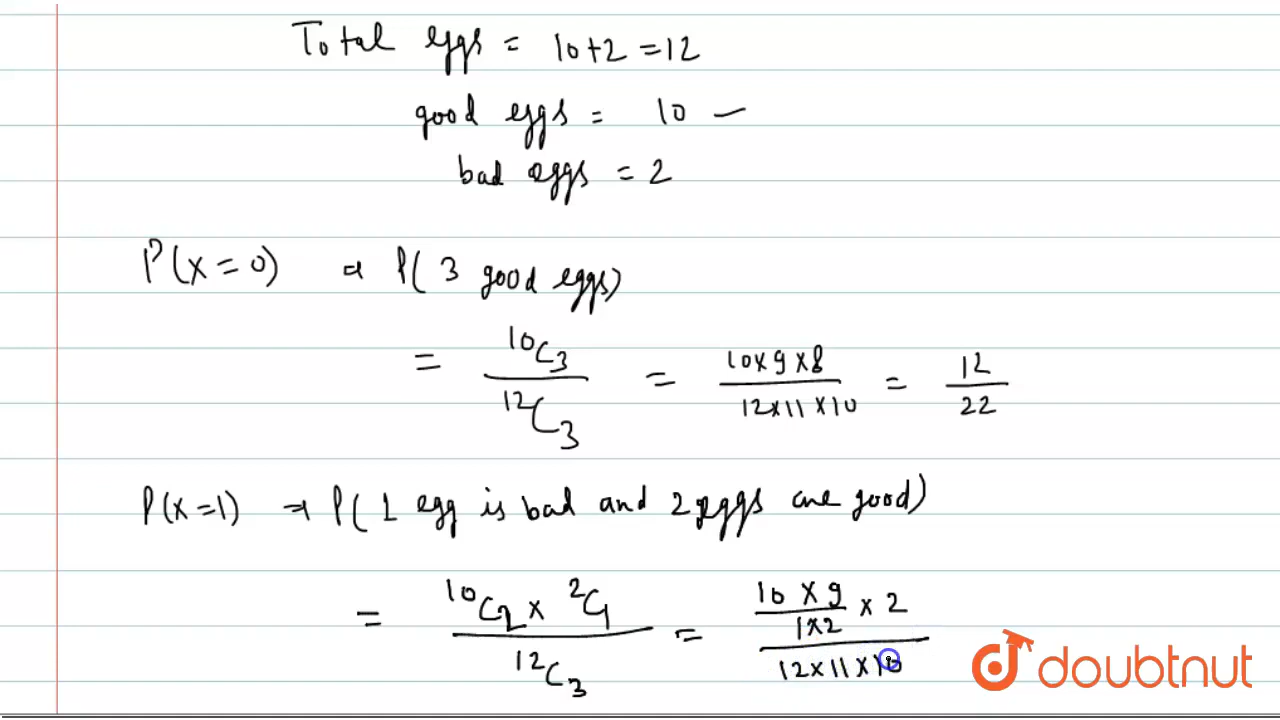 Total eggs = 10+2=12
good eggs = 10 —
bad eggs = 2
P(X=0) ⇒ P( 3 good eggs)
= ¹⁰C₃ / ¹²C₃ = 10×9×8 / 12×11×10 = 12 / 22
P(X=1) ⇒ P( 1 egg is bad and 2 eggs are good)
= ¹⁰C₂ × ²C₁ / ¹²C₃ = 10×9 / 1×2 × 2 / 12×11×10
doubtnut